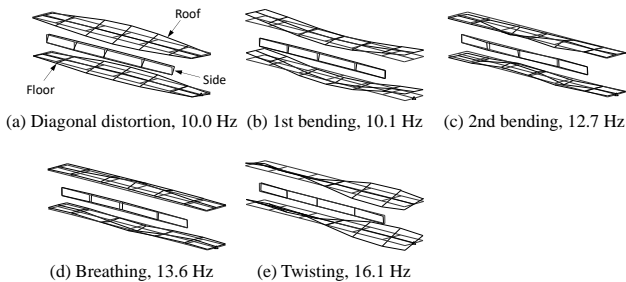 Roof
Side
Floor
(a) Diagonal distortion, 10.0 Hz
(b) 1st bending, 10.1 Hz
(c) 2nd bending, 12.7 Hz
(d) Breathing, 13.6 Hz
(e) Twisting, 16.1 Hz